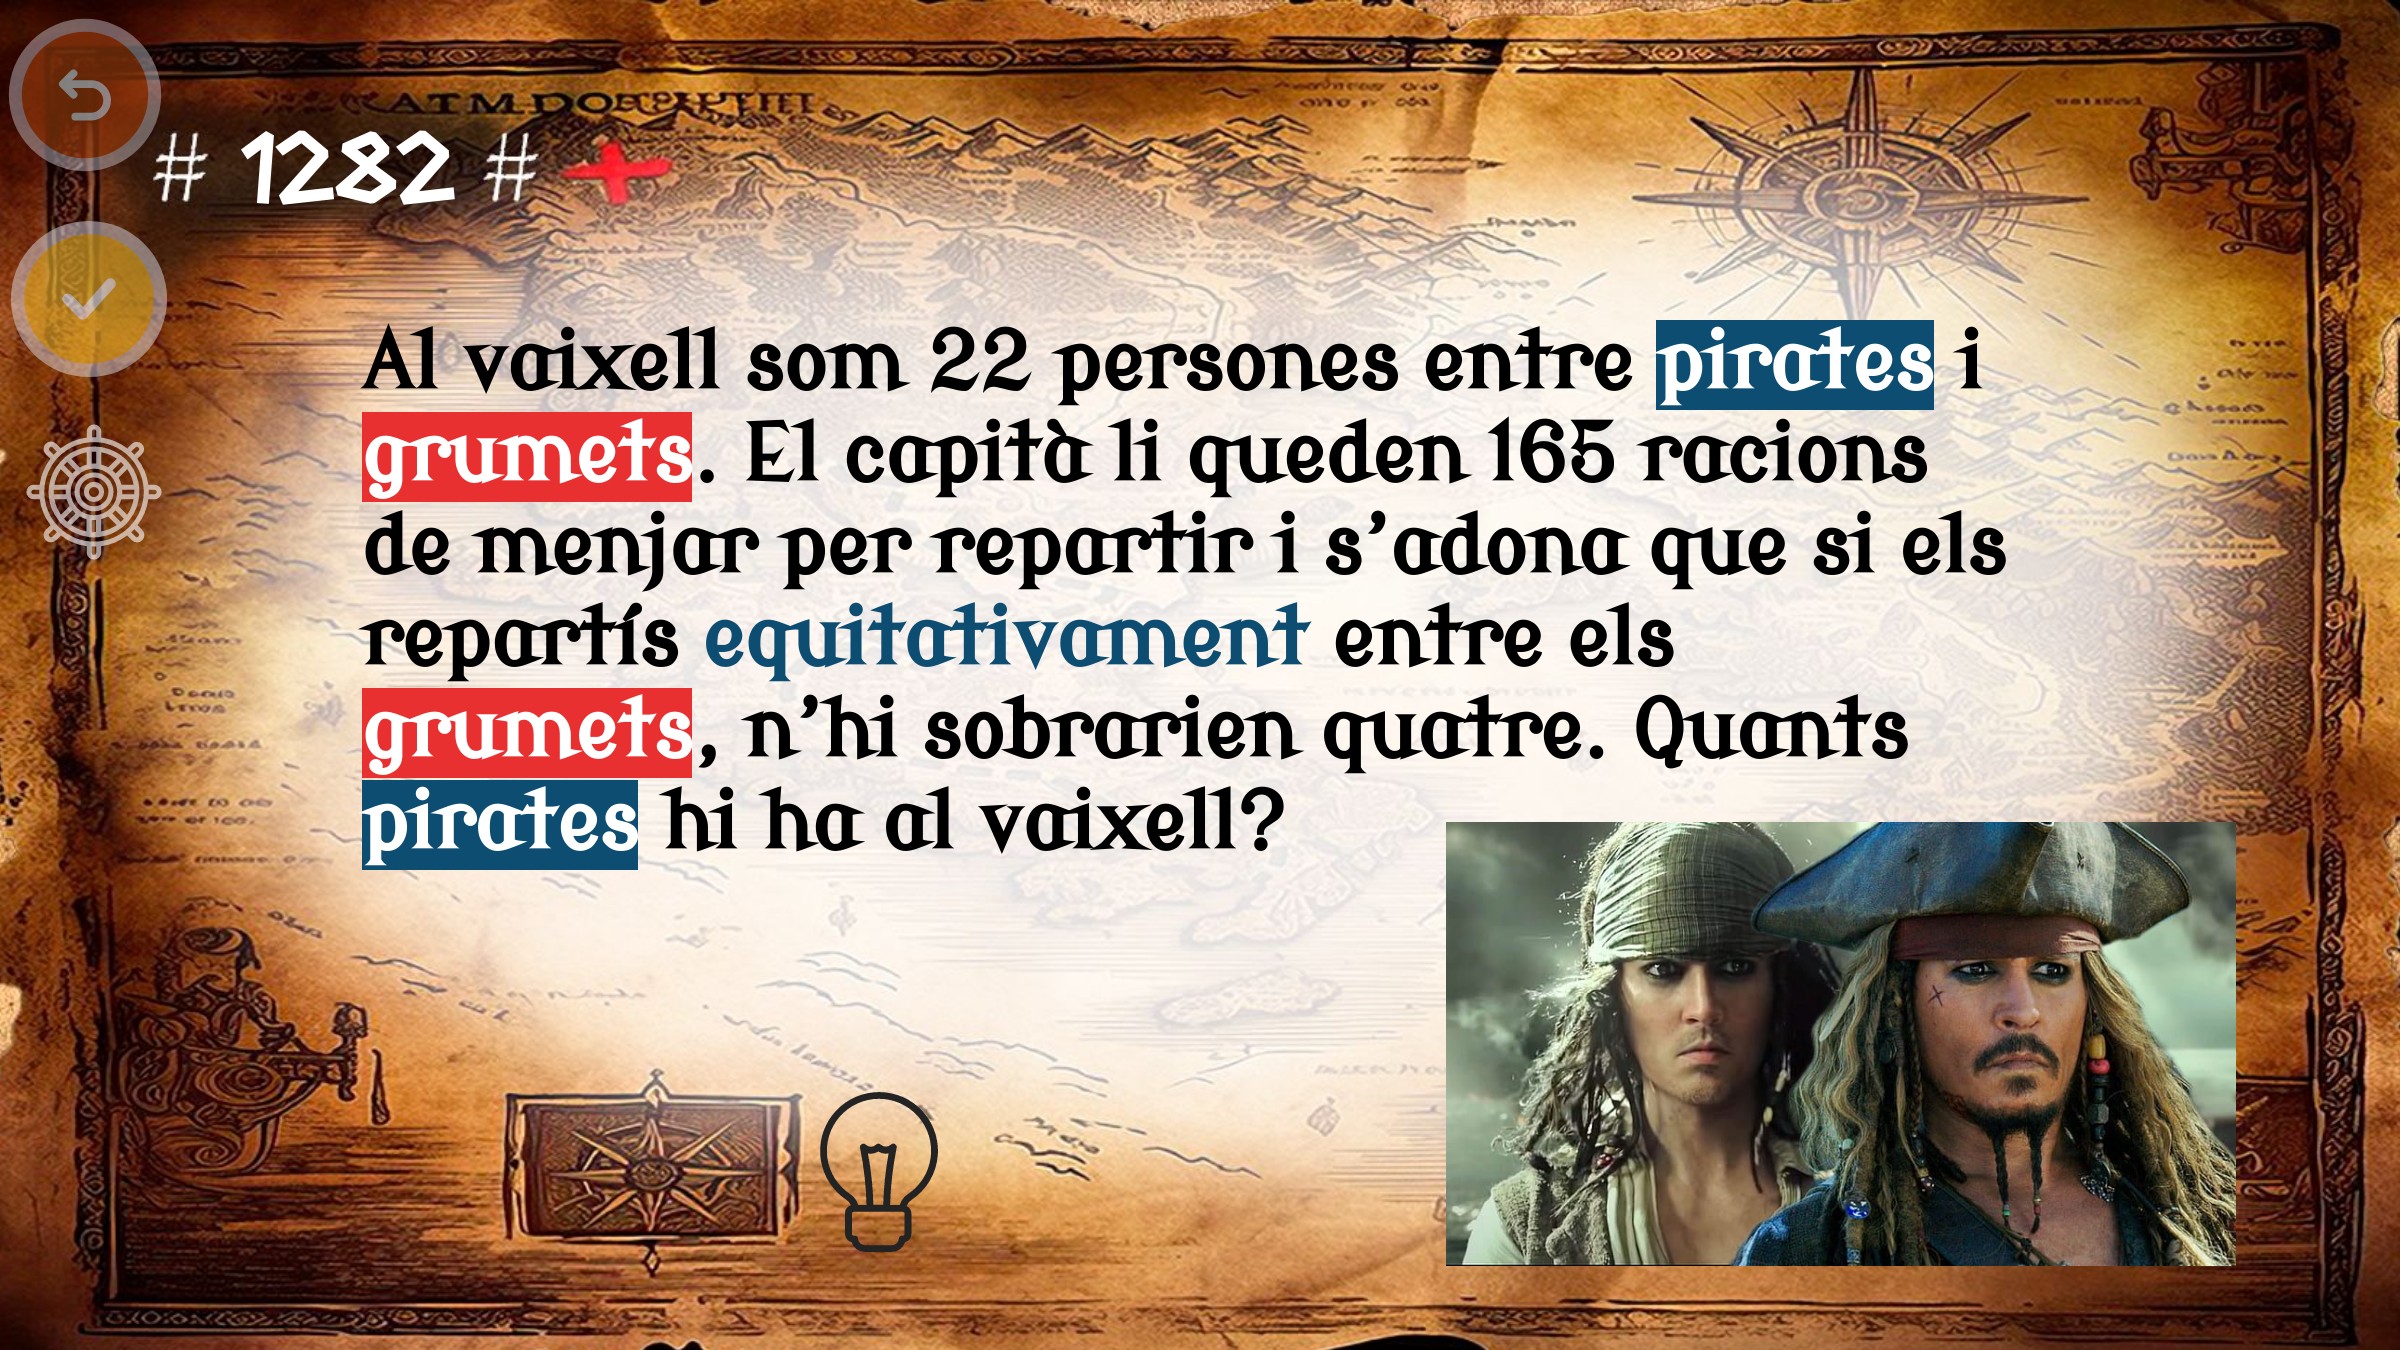 # 1282 #
Al vaixell som 22 persones entre pirates i
grumets. El capità li queden 165 racions
de menjar per repartir i s’adona que si els
repartís equitativament entre els
grumets, n’hi sobrarien quatre. Quants
pirates hi ha al vaixell?